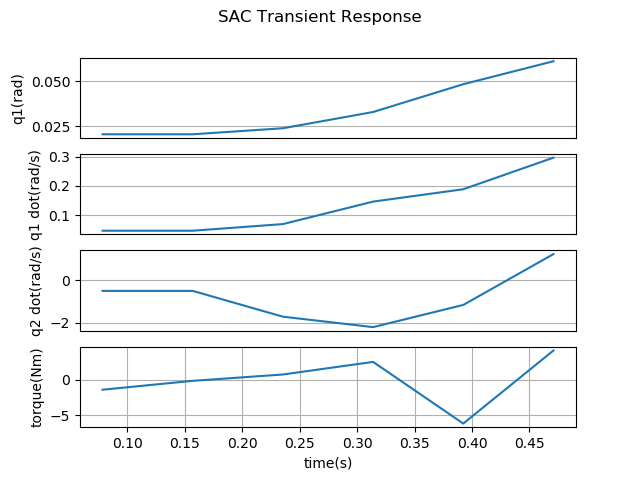 SAC Transient Response
q1(rad)
0.050
0.025
q1 dot(rad/s)
0.3
0.2
0.1
q2 dot(rad/s)
0
−2
torque(Nm)
0
−5
0.10 0.15 0.20 0.25 0.30 0.35 0.40 0.45
time(s)